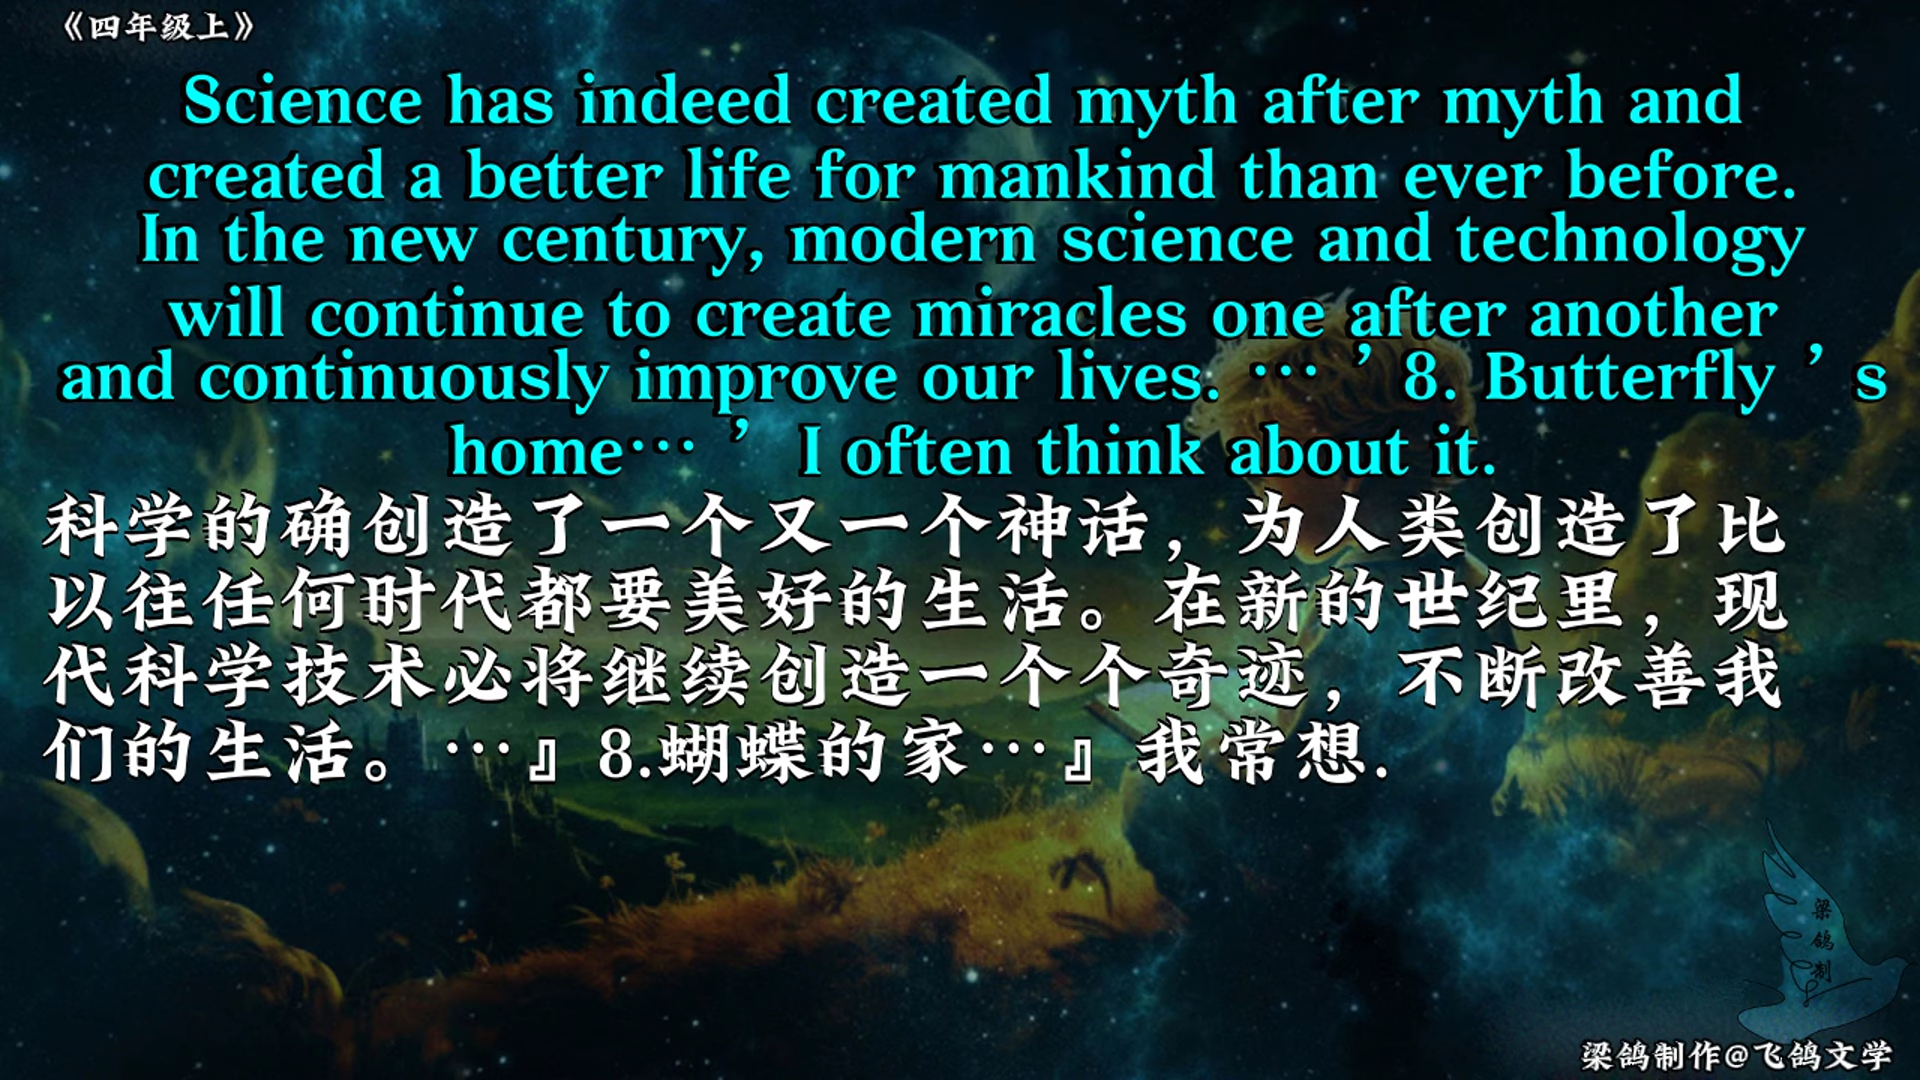 《四年级上》
Science has indeed created myth after myth and
created a better life for mankind than ever before.
In the new century, modern science and technology
will continue to create miracles one after another
and continuously improve our lives. … ’8. Butterfly ’s
home… ’ I often think about it.
科学的确创造了一个又一个神话，为人类创造了比
以往任何时代都要美好的生活。在新的世纪里，现
代科学技术必将继续创造一个个奇迹，不断改善我
们的生活。…』8.蝴蝶的家…』我常想.
梁
鸽
制
梁鸽制作@飞鸽文学